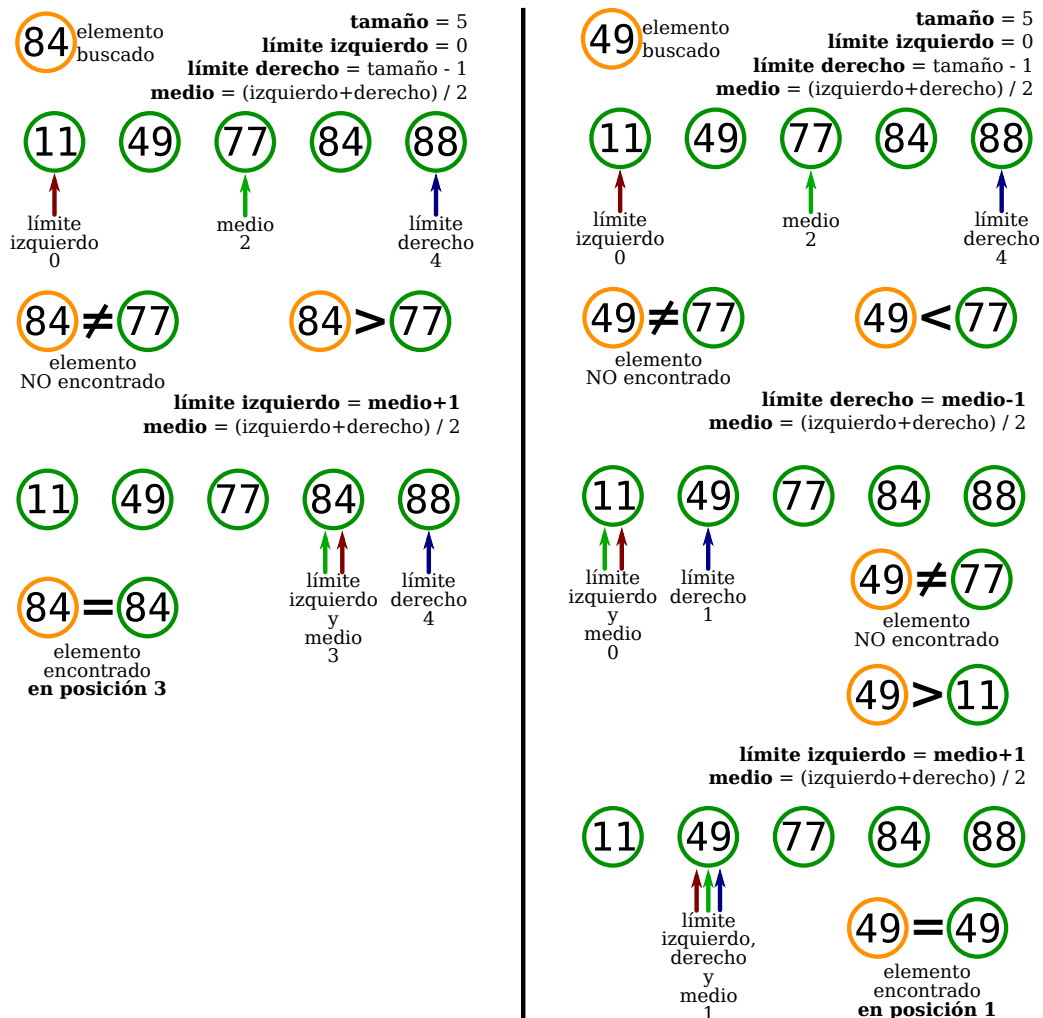 84
elemento
buscado
tamaño = 5
límite izquierdo = 0
límite derecho = tamaño - 1
medio = (izquierdo+derecho) / 2
11 49 77 84 88
límite
izquierdo
0
medio
2
límite
derecho
4
84 ≠ 77
elemento
NO encontrado
84 > 77
límite izquierdo = medio+1
medio = (izquierdo+derecho) / 2
11 49 77 84 88
límite
izquierdo
y
medio
3
límite
derecho
4
84 = 84
elemento
encontrado
en posición 3
49
elemento
buscado
tamaño = 5
límite izquierdo = 0
límite derecho = tamaño - 1
medio = (izquierdo+derecho) / 2
11 49 77 84 88
límite
izquierdo
0
medio
2
límite
derecho
4
49 ≠ 77
elemento
NO encontrado
49 < 77
límite derecho = medio-1
medio = (izquierdo+derecho) / 2
11 49 77 84 88
límite
izquierdo
y
medio
0
límite
derecho
1
49 ≠ 77
elemento
NO encontrado
49 > 11
límite izquierdo = medio+1
medio = (izquierdo+derecho) / 2
11 49 77 84 88
límite
izquierdo,
derecho
y
medio
1
49 = 49
elemento
encontrado
en posición 1